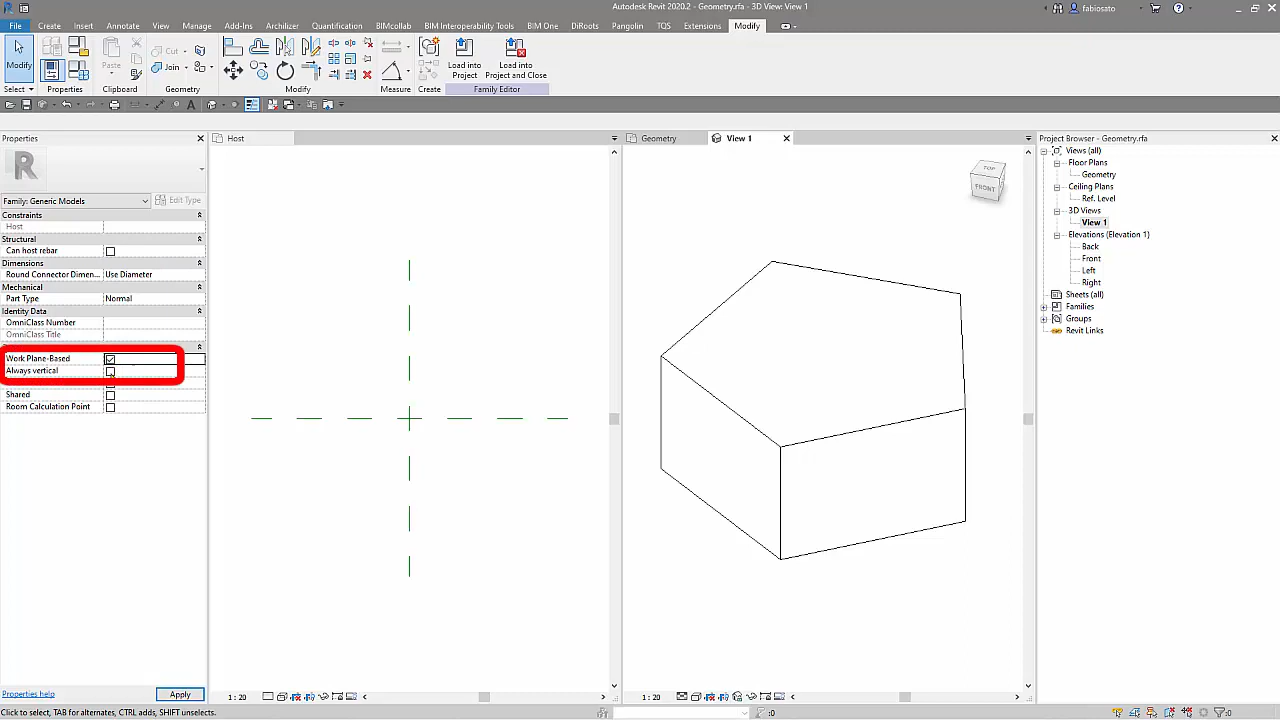 Autodesk Revit 2020.2 - Geometry.rfa - 3D View: View 1
fabiosato
File Create Insert Annotate View Manage Add-Ins Archilizer Quantification BIMcollab BIM Interoperability Tools BIM One DiRoots Pangolin TQS Extensions Modify
Modify
Paste
Cut
Join
Load into
Project
Load into
Project and Close
Select Properties Clipboard Geometry Modify Measure Create Family Editor
Properties
Host
Geometry
View 1
Project Browser - Geometry.rfa
R
Family: Generic Models
Edit Type
Constraints
Host
Structural
Can host rebar
Dimensions
Round Connector Dimen... Use Diameter
Mechanical
Part Type Normal
Identity Data
OmniClass Number
OmniClass Title
Work Plane-Based
Always vertical
Shared
Room Calculation Point
TOP
FRONT
Views (all)
Floor Plans
Geometry
Ceiling Plans
Ref. Level
3D Views
View 1
Elevations (Elevation 1)
Back
Front
Left
Right
Sheets (all)
Families
Groups
Revit Links
Properties help
Apply
1 : 20
1 : 20
Click to select, TAB for alternates, CTRL adds, SHIFT unselects.
:0
:0